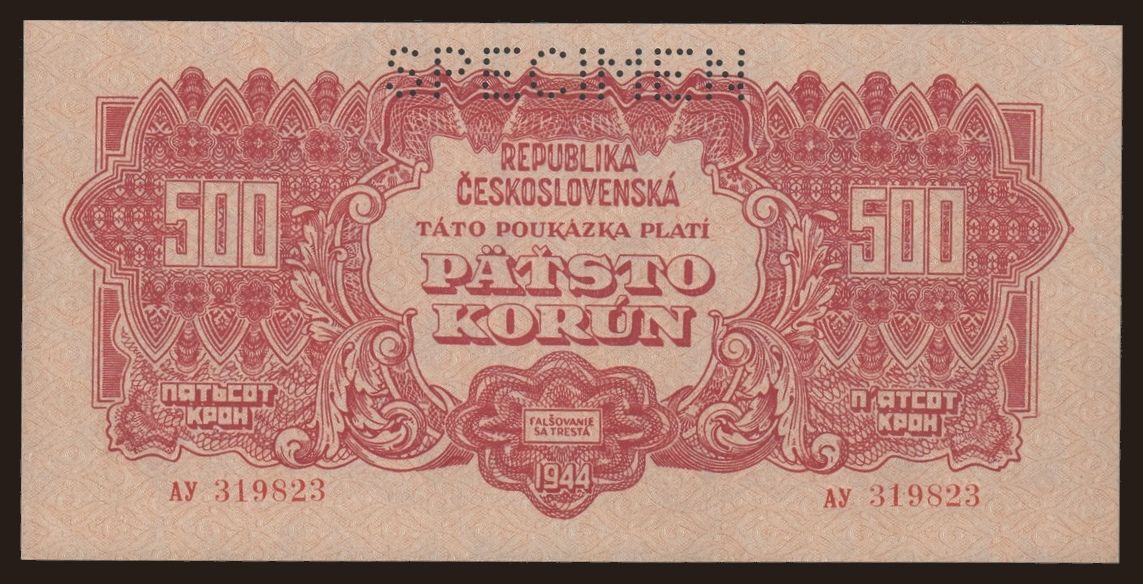 SPECIMEN
REPUBLIKA
ČESKOSLOVENSKÁ
TÁTO POUKÁZKA PLATÍ
PÄŤSTO
KORÚN
500
500
ПЯТЬСОТ
КРОН
П'ЯТСОТ
КРОН
FALŠOVANIE
SA TRESTÁ
1944
АУ 319823
АУ 319823